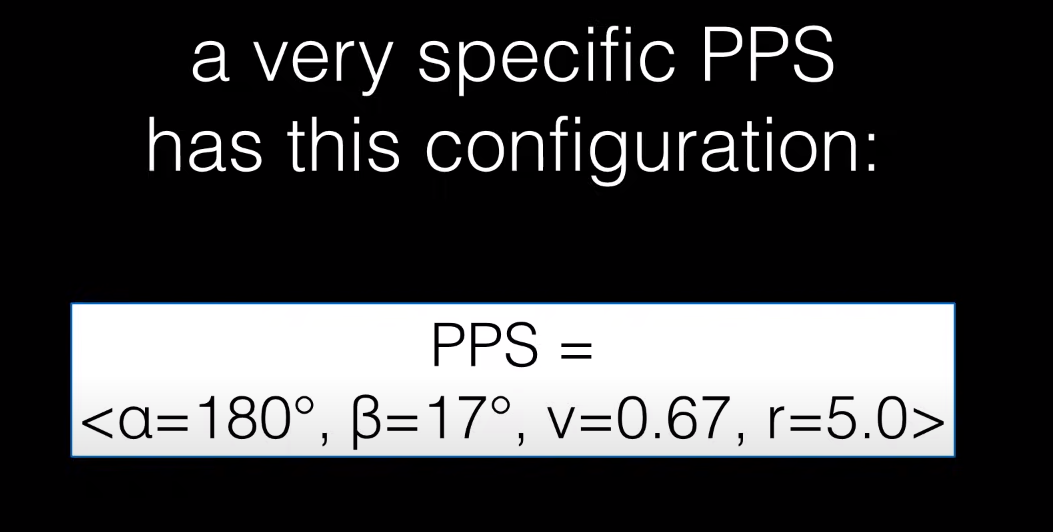 a very specific PPS
has this configuration:
PPS =
<α=180°, β=17°, v=0.67, r=5.0>